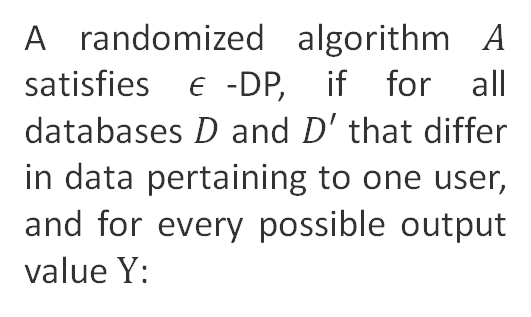 A randomized algorithm A
satisfies ϵ -DP, if for all
databases D and D′ that differ
in data pertaining to one user,
and for every possible output
value Y: